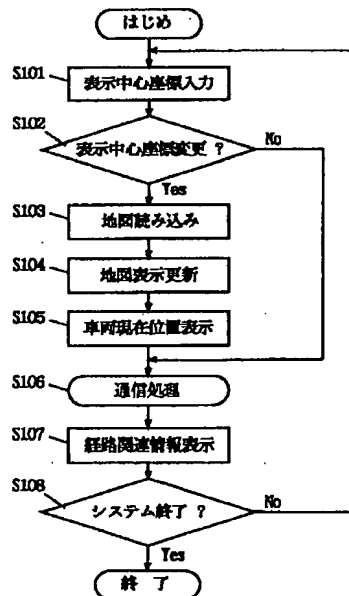 はじめ
S101
表示中心座標入力
S102
表示中心座標変更 ?
No
Yes
S103
地図読み込み
S104
地図表示更新
S105
車両現在位置表示
S106
通信処理
S107
経路関連情報表示
S108
システム終了 ?
No
Yes
終 了